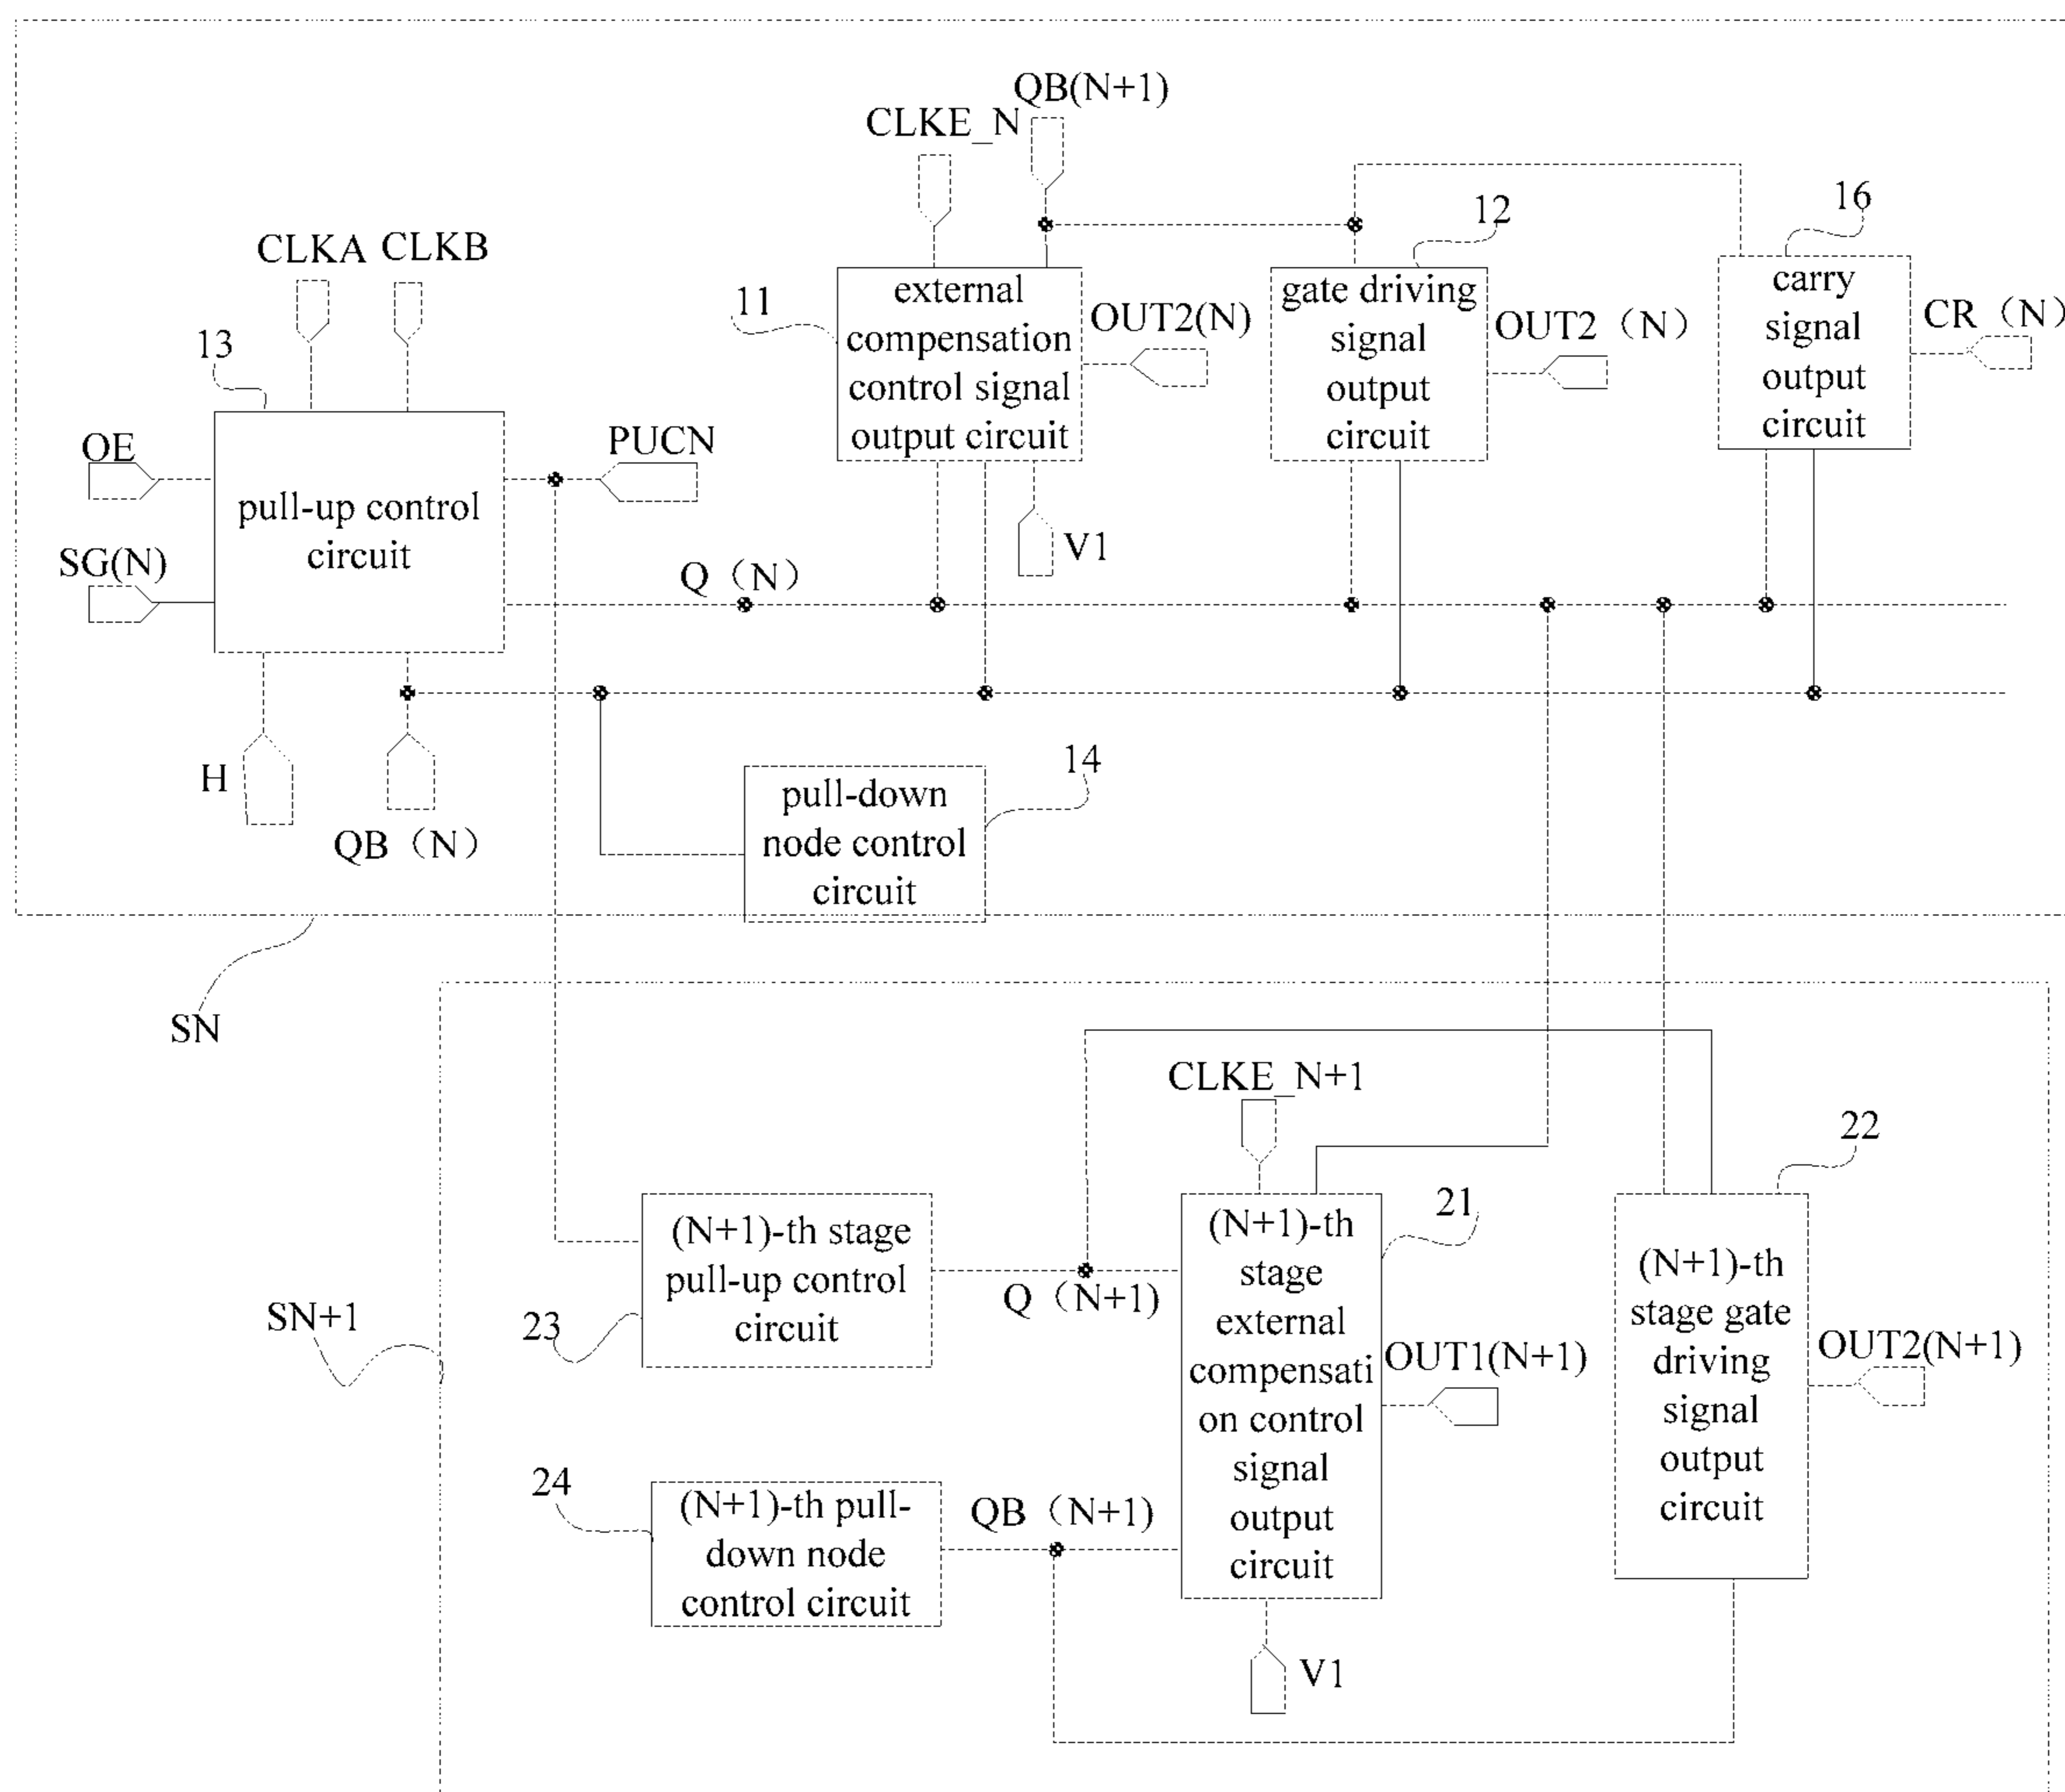 QB(N+1)
CLKE_N
CLKA CLKB
13
OE
SG(N)
pull-up control
circuit
PUCN
H
QB（N）
Q（N）
11
external
compensation
control signal
output circuit
OUT2(N)
V1
12
gate driving
signal
output
circuit
OUT2（N）
16
carry
signal
output
circuit
CR（N）
14
pull-down
node control
circuit
SN
SN+1
CLKE_N+1
23
(N+1)-th stage
pull-up control
circuit
Q（N+1)
21
(N+1)-th
stage
external
compensati
on control
signal
output
circuit
OUT1(N+1)
22
(N+1)-th
stage gate
driving
signal
output
circuit
OUT2(N+1)
24
(N+1)-th pull-
down node
control circuit
QB（N+1)
V1